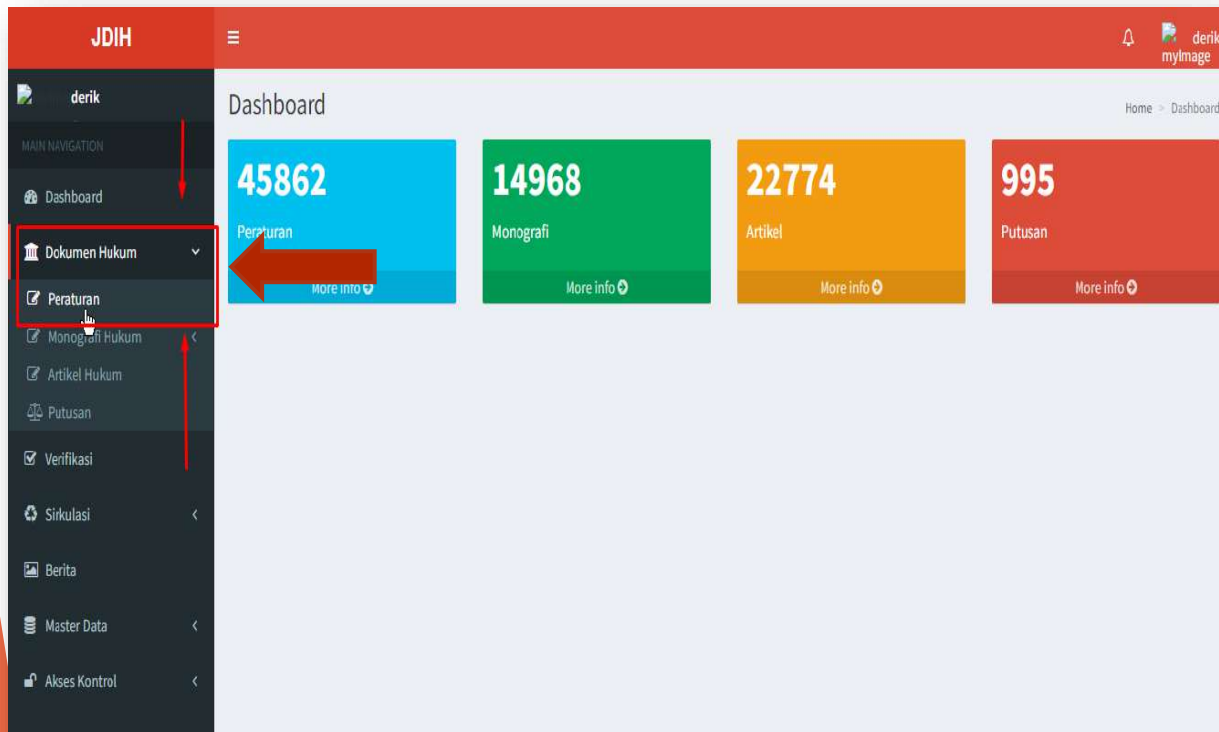 JDIH
derik
myImage
derik
Dashboard
Home > Dashboard
MAIN NAVIGATION
Dashboard
Dokumen Hukum
Peraturan
Monografi Hukum
Artikel Hukum
Putusan
Verifikasi
Sirkulasi
Berita
Master Data
Akses Kontrol
45862
Peraturan
More info
14968
Monografi
More info
22774
Artikel
More info
995
Putusan
More info